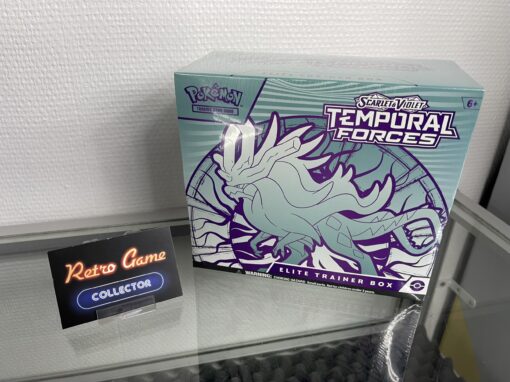 POKéMON
TRADING CARD GAME
SCARLET & VIOLET
TEMPORAL
FORCES
6+
ELITE TRAINER BOX
WARNING:
Retro Game
COLLECTOR